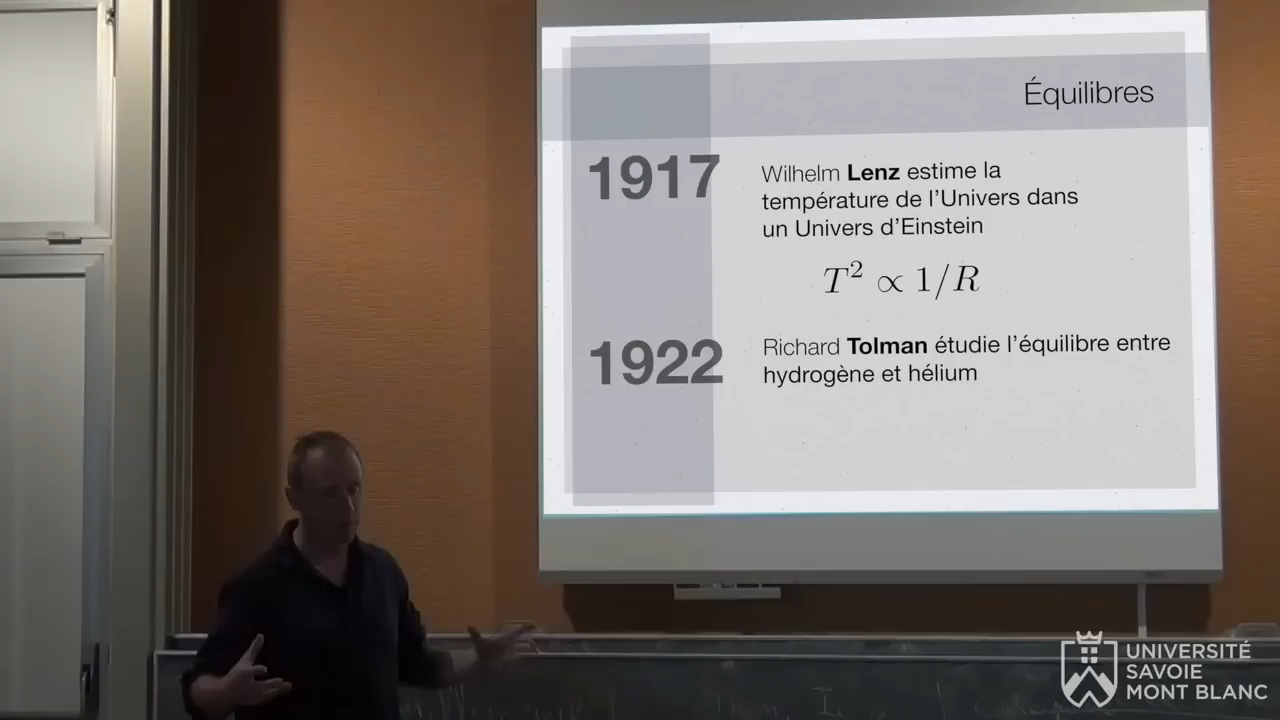 Équilibres
1917
Wilhelm Lenz estime la
température de l'Univers dans
un Univers d'Einstein
T² ∝ 1/R
1922
Richard Tolman étudie l'équilibre entre
hydrogène et hélium
UNIVERSITÉ
SAVOIE
MONT BLANC